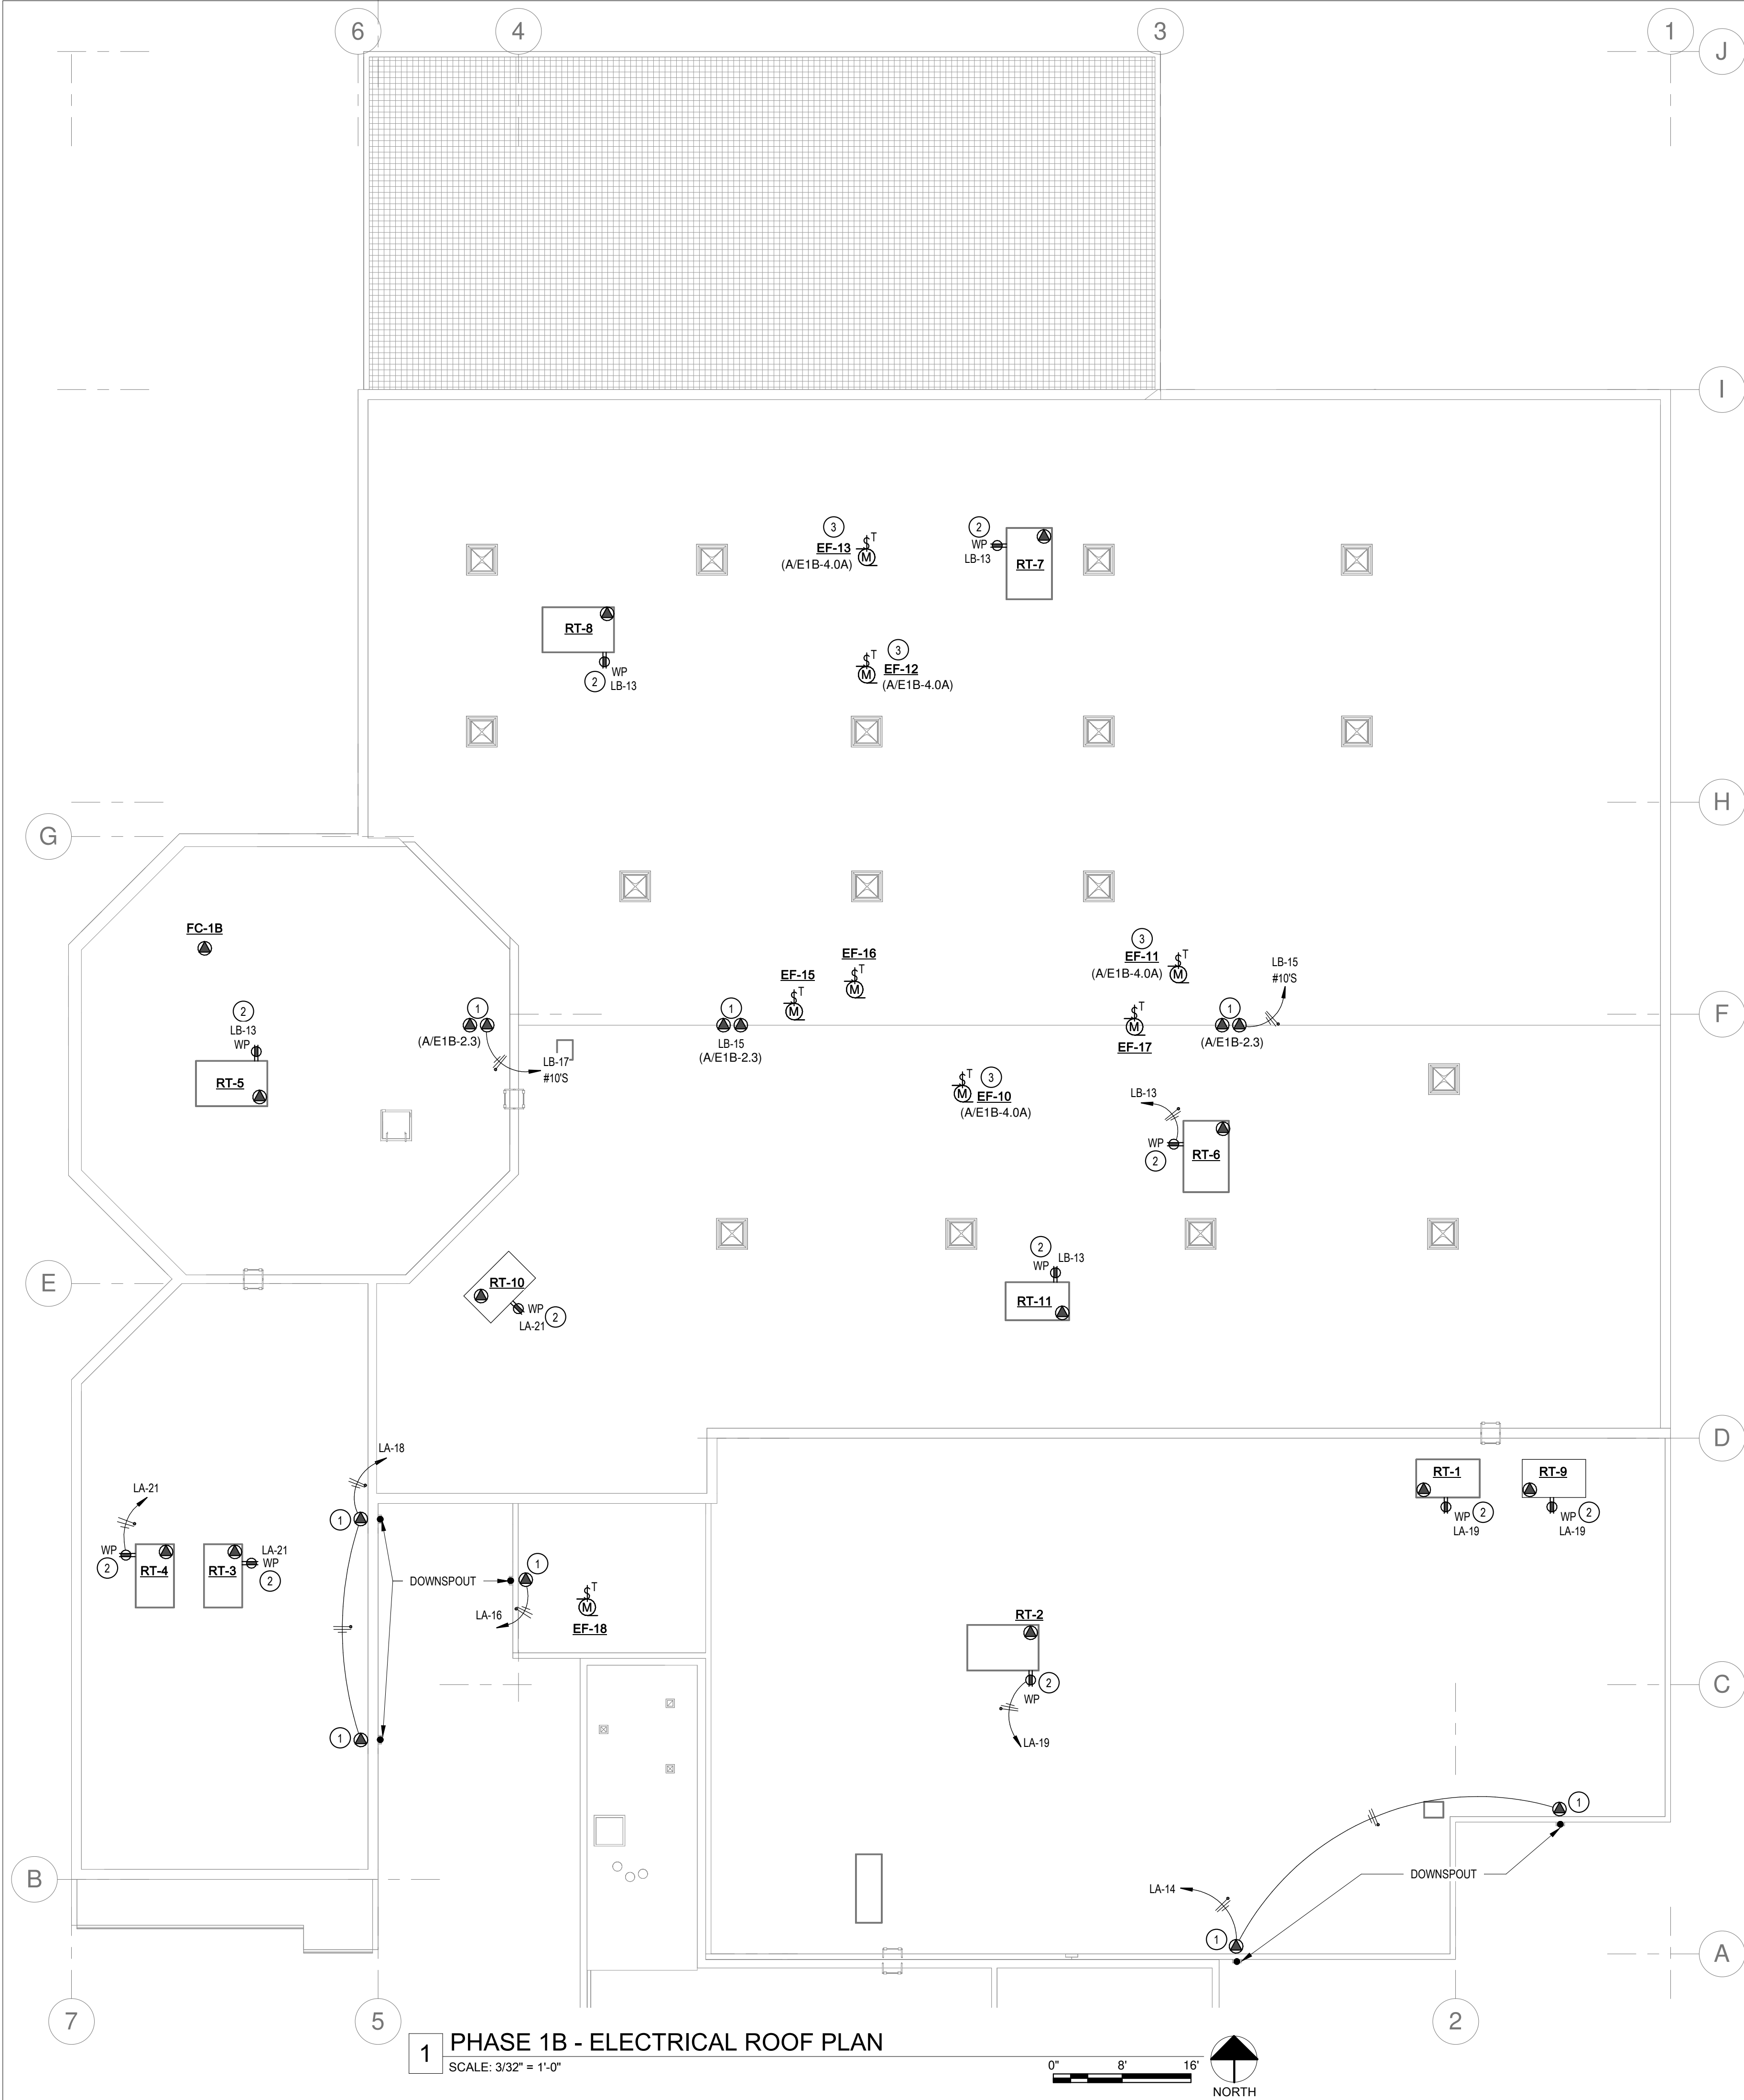 6
4
3
1
J
I
3
EF-13
T
M
(A/E1B-4.0A)
2
WP
LB-13
RT-7
RT-8
WP
2
LB-13
T
3
EF-12
M
(A/E1B-4.0A)
H
G
FC-1B
2
LB-13
WP
RT-5
1
(A/E1B-2.3)
LB-17
#10'S
1
LB-15
(A/E1B-2.3)
EF-15
T
M
EF-16
T
M
3
EF-11
T
(A/E1B-4.0A)
M
T
M
EF-17
1
(A/E1B-2.3)
LB-15
#10'S
F
T
3
M
EF-10
(A/E1B-4.0A)
LB-13
WP
2
RT-6
2
LB-13
WP
RT-11
E
RT-10
WP
2
LA-21
D
LA-18
LA-21
1
WP
2
RT-4
RT-3
LA-21
WP
2
DOWNSPOUT
1
LA-16
T
M
EF-18
1
RT-1
WP
2
LA-19
RT-9
WP
2
LA-19
RT-2
2
WP
LA-19
C
1
DOWNSPOUT
LA-14
1
B
A
7
5
2
1
PHASE 1B - ELECTRICAL ROOF PLAN
SCALE: 3/32" = 1'-0"
0"
8'
16'
NORTH